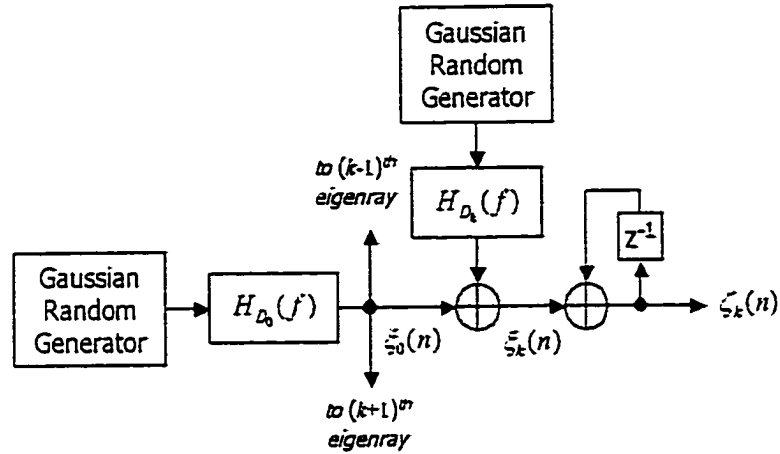 Gaussian
Random
Generator
to (k-1)th
eigenray
H_{D_k}(f)
Z^{-1}
Gaussian
Random
Generator
H_{D_0}(f)
ξ_0(n)
ξ_k(n)
ζ_k(n)
to (k+1)th
eigenray